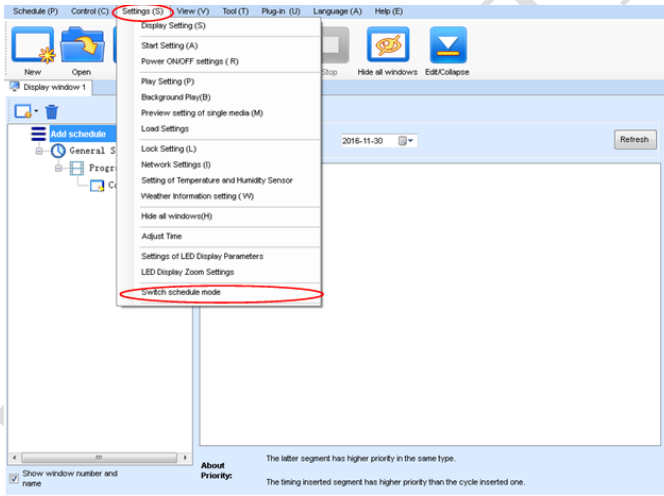 Schedule (P) Control (C) Settings (S) View (V) Tool (T) Plug-in (U) Language (A) Help (E)
Display Setting (S)
Start Setting (A)
Power ON/OFF settings ( R)
Play Setting (P)
Background Play(B)
Preview setting of single media (M)
Load Settings
Lock Setting (L)
Network Settings (I)
Setting of Temperature and Humidity Sensor
Weather Information setting ( W)
Hide all windows(H)
Adjust Time
Settings of LED Display Parameters
LED Display Zoom Settings
Switch schedule mode
New Open Stop Hide all windows Edit/Collapse
Display window 1
Add schedule
2016-11-30
Refresh
General S
Progr
Co
Show window number and
name
About
Priority:
The latter segment has higher priority in the same type.
The timing inserted segment has higher priority than the cycle inserted one.